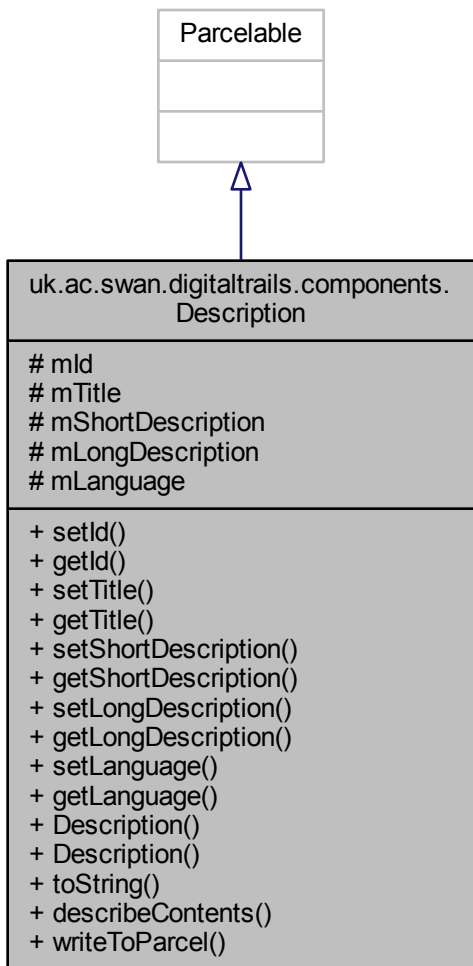 Parcelable
uk.ac.swan.digitaltrails.components.
Description
# mId
# mTitle
# mShortDescription
# mLongDescription
# mLanguage
+ setId()
+ getId()
+ setTitle()
+ getTitle()
+ setShortDescription()
+ getShortDescription()
+ setLongDescription()
+ getLongDescription()
+ setLanguage()
+ getLanguage()
+ Description()
+ Description()
+ toString()
+ describeContents()
+ writeToParcel()